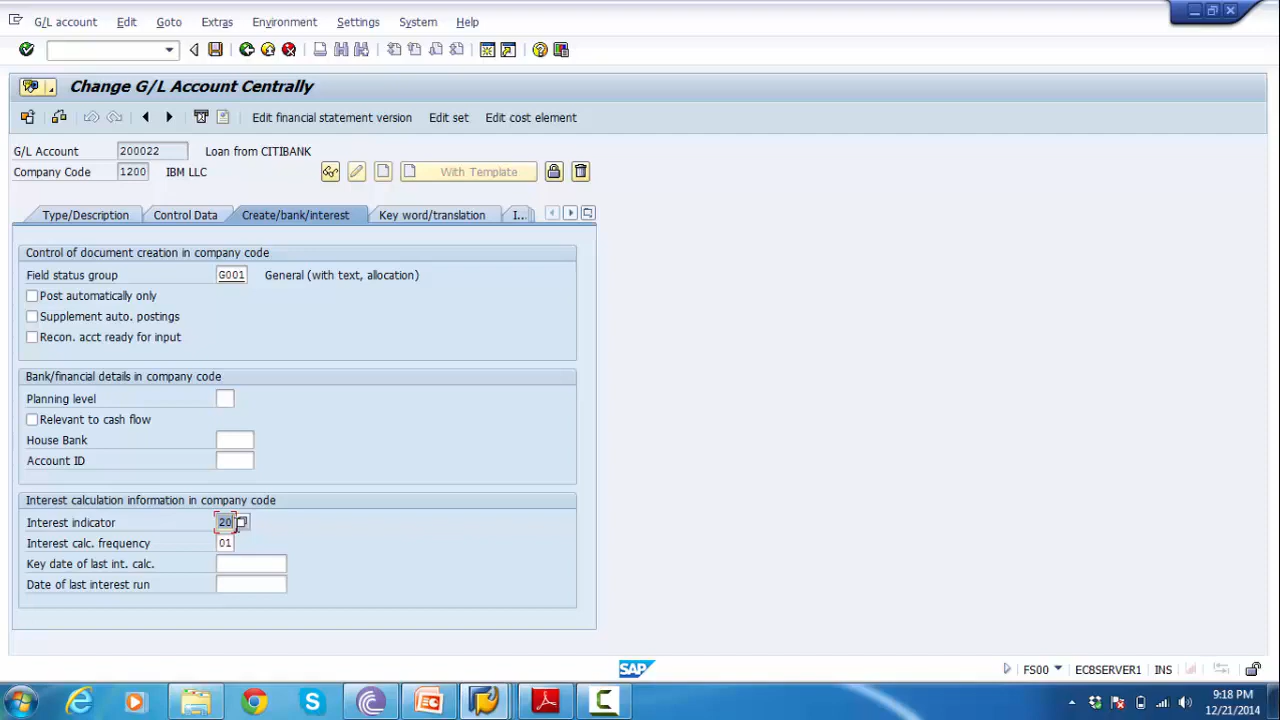 G/L account Edit Goto Extras Environment Settings System Help
Change G/L Account Centrally
Edit financial statement version Edit set Edit cost element
G/L Account 200022 Loan from CITIBANK
Company Code 1200 IBM LLC With Template
Type/Description Control Data Create/bank/interest Key word/translation I...
Control of document creation in company code
Field status group G001 General (with text, allocation)
Post automatically only
Supplement auto. postings
Recon. acct ready for input
Bank/financial details in company code
Planning level
Relevant to cash flow
House Bank
Account ID
Interest calculation information in company code
Interest indicator 20
Interest calc. frequency 01
Key date of last int. calc.
Date of last interest run
SAP FS00 EC8SERVER1 INS
9:18 PM
12/21/2014